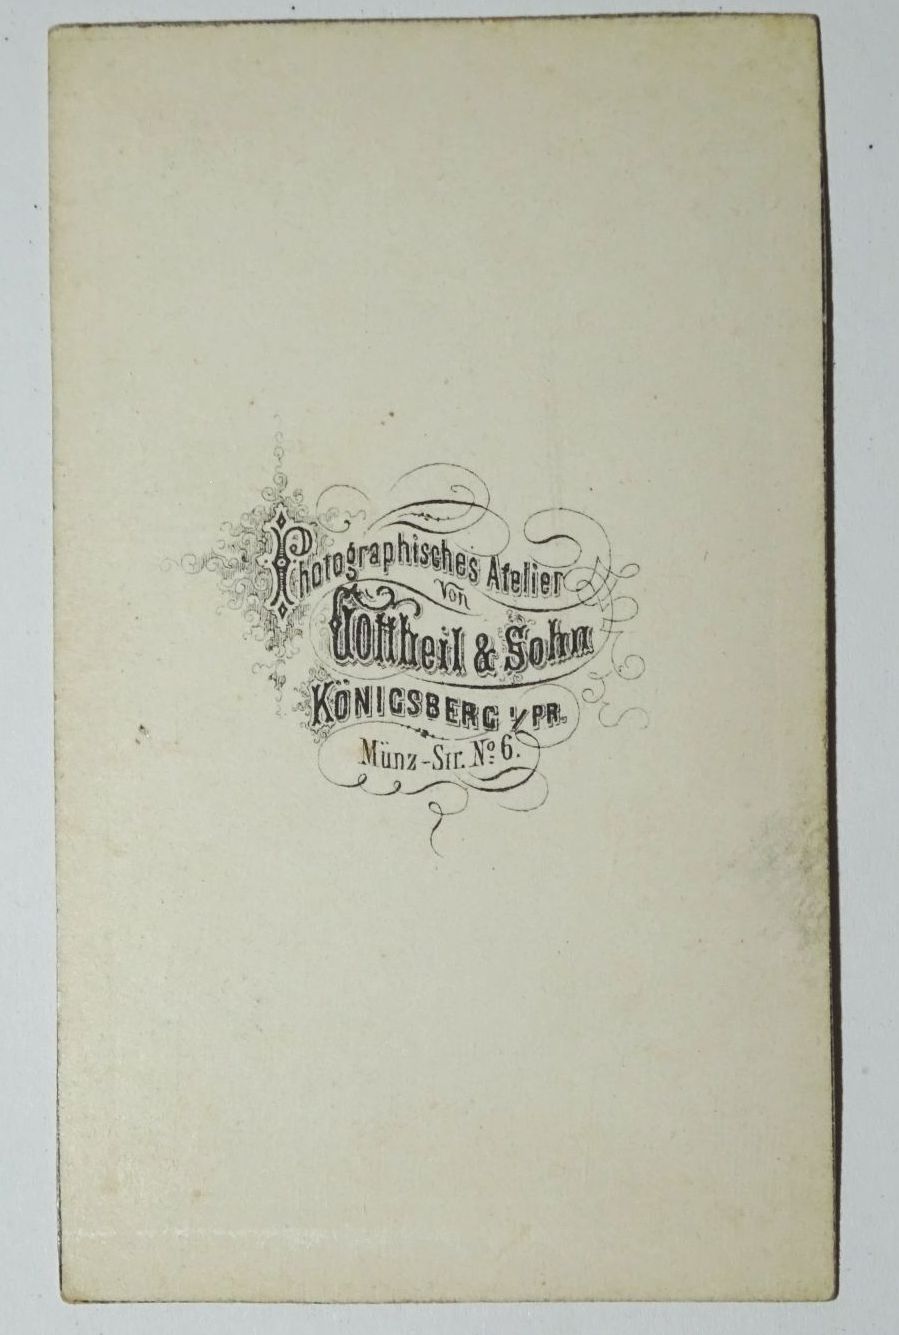 Photographisches Atelier
von
Gottheil & Sohn
KÖNIGSBERG I/PR.
Münz-Str. No 6.